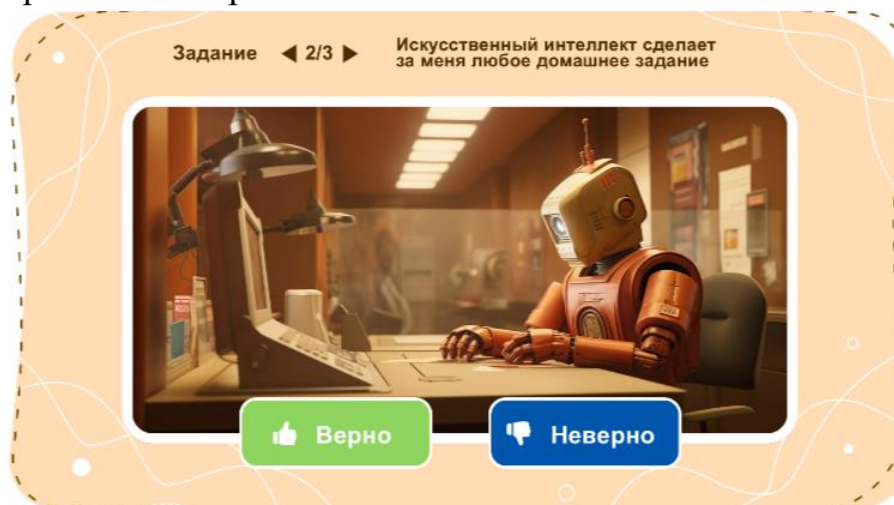 Задание ◀ 2/3 ▶
Искусственный интеллект сделает
за меня любое домашнее задание
Верно
Неверно